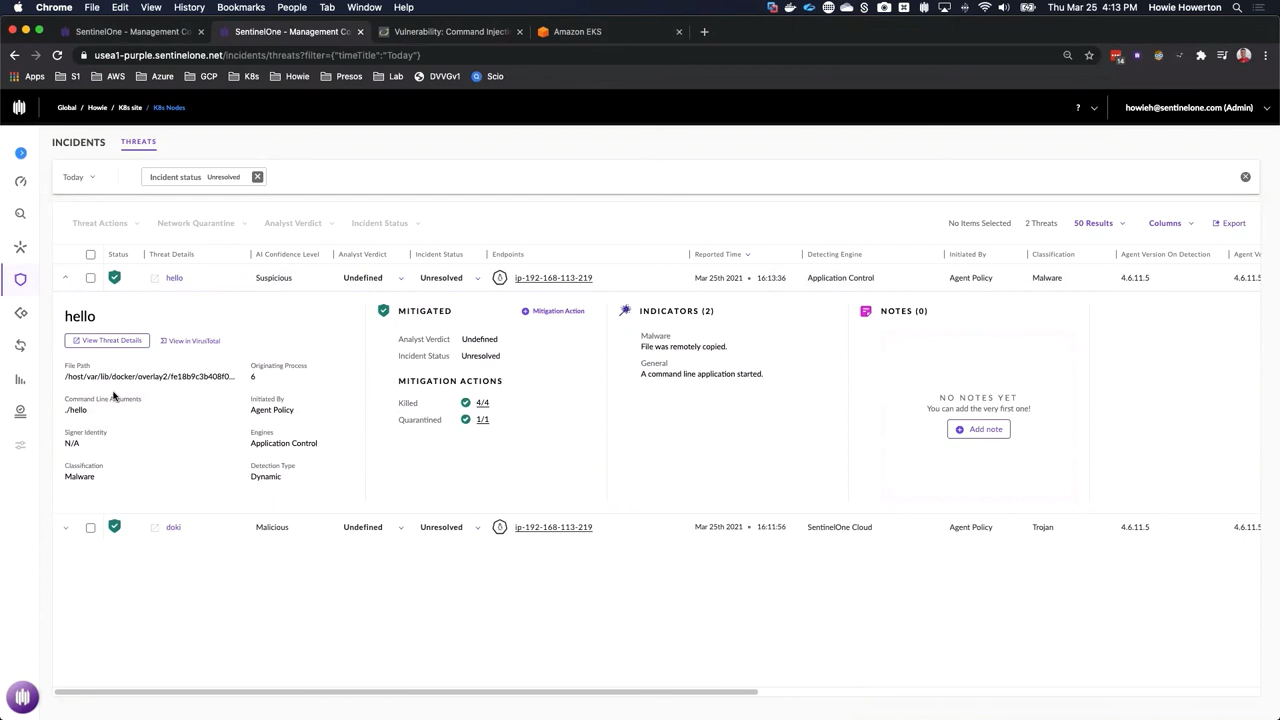 Chrome File Edit View History Bookmarks People Tab Window Help Thu Mar 25 4:13 PM Howie Howerton
SentinelOne - Management Co × SentinelOne - Management Co × Vulnerability: Command Injecti × Amazon EKS × +
usea1-purple.sentinelone.net/incidents/threats?filter={"timeTitle":"Today"} 14
Apps S1 AWS Azure GCP K8s Howie Presos Lab DVVGv1 Scio
Global / Howie / K8s site / K8s Nodes ? howieh@sentinelone.com (Admin)
INCIDENTS THREATS
Today Incident status Unresolved
Threat Actions Network Quarantine Analyst Verdict Incident Status No Items Selected 2 Threats 50 Results Columns Export
Status Threat Details AI Confidence Level Analyst Verdict Incident Status Endpoints Reported Time Detecting Engine Initiated By Classification Agent Version On Detection Agent Ve
hello Suspicious Undefined Unresolved ip-192-168-113-219 Mar 25th 2021 • 16:13:36 Application Control Agent Policy Malware 4.6.11.5 4.6.11.5
hello
View Threat Details View in VirusTotal
File Path
/host/var/lib/docker/overlay2/fe18b9c3b408f0...
Originating Process
6
Command Line Arguments
./hello
Initiated By
Agent Policy
Signer Identity
N/A
Engines
Application Control
Classification
Malware
Detection Type
Dynamic
MITIGATED Mitigation Action
Analyst Verdict Undefined
Incident Status Unresolved
MITIGATION ACTIONS
Killed 4/4
Quarantined 1/1
INDICATORS (2)
Malware
File was remotely copied.
General
A command line application started.
NOTES (0)
NO NOTES YET
You can add the very first one!
Add note
doki Malicious Undefined Unresolved ip-192-168-113-219 Mar 25th 2021 • 16:11:56 SentinelOne Cloud Agent Policy Trojan 4.6.11.5 4.6.11.5